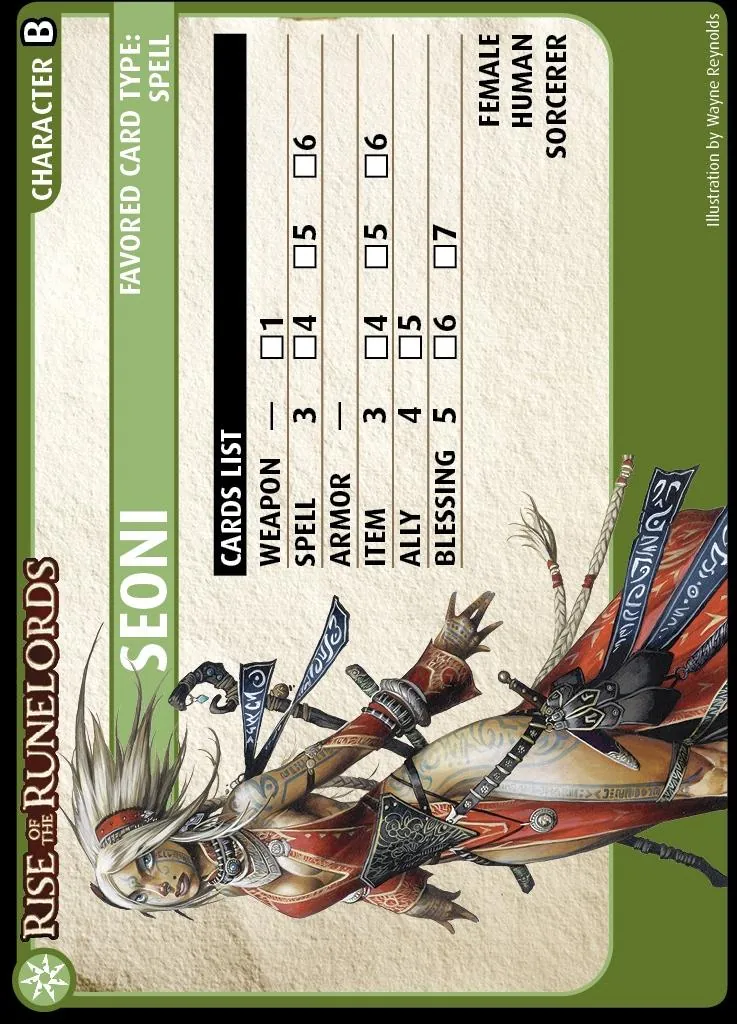 RISE OF THE RUNELORDS
CHARACTER B
SEONI
FAVORED CARD TYPE:
SPELL
CARDS LIST
WEAPON — □1
SPELL 3 □4 □5 □6
ARMOR —
ITEM 3 □4 □5 □6
ALLY 4 □5
BLESSING 5 □6 □7
FEMALE
HUMAN
SORCERER
Illustration by Wayne Reynolds